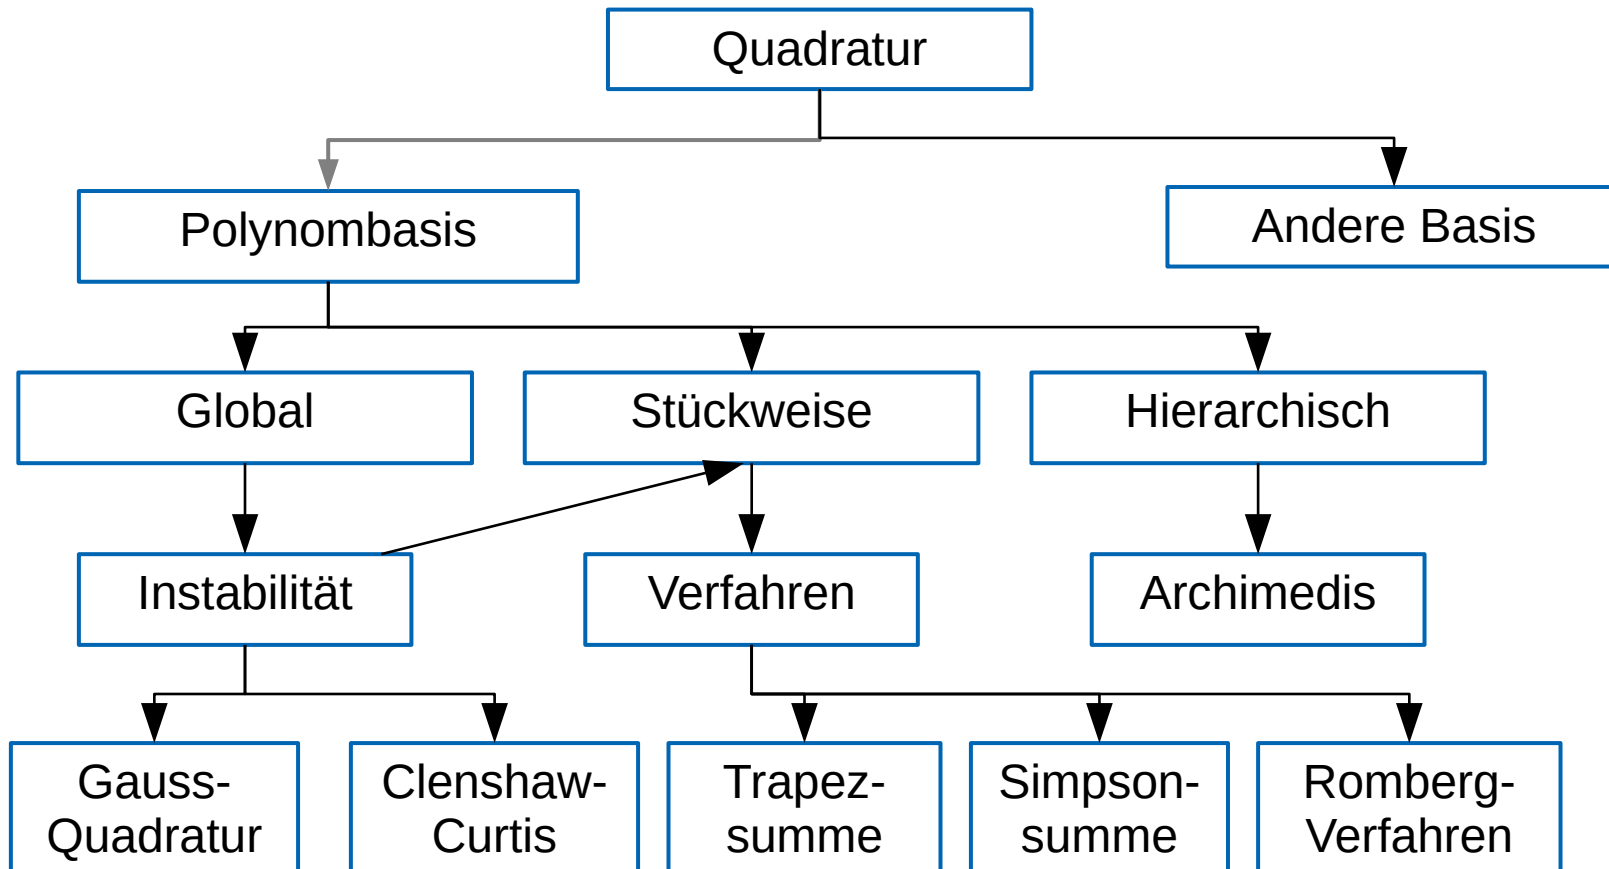 Quadratur
Polynombasis
Andere Basis
Global
Stückweise
Hierarchisch
Instabilität
Verfahren
Archimedis
Gauss-
Quadratur
Clenshaw-
Curtis
Trapez-
summe
Simpson-
summe
Romberg-
Verfahren